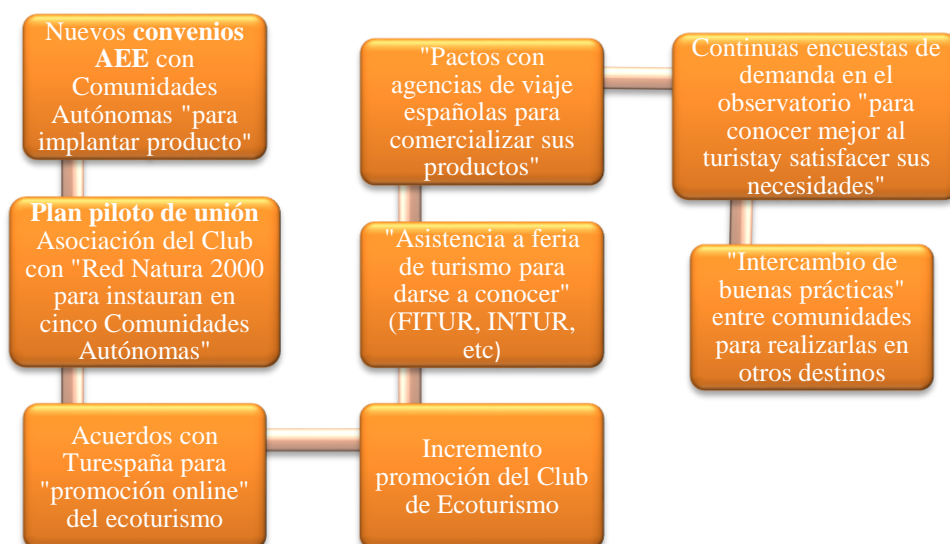 Nuevos convenios
AEE con
Comunidades
Autónomas "para
implantar producto"
Plan piloto de unión
Asociación del Club
con "Red Natura 2000
para instauran en
cinco Comunidades
Autónomas"
Acuerdos con
Turespaña para
"promoción online"
del ecoturismo
Incremento
promoción del Club
de Ecoturismo
"Asistencia a feria
de turismo para
darse a conocer"
(FITUR, INTUR,
etc)
"Pactos con
agencias de viaje
españolas para
comercializar sus
productos"
Continuas encuestas de
demanda en el
observatorio "para
conocer mejor al
turistay satisfacer sus
necesidades"
"Intercambio de
buenas prácticas"
entre comunidades
para realizarlas en
otros destinos